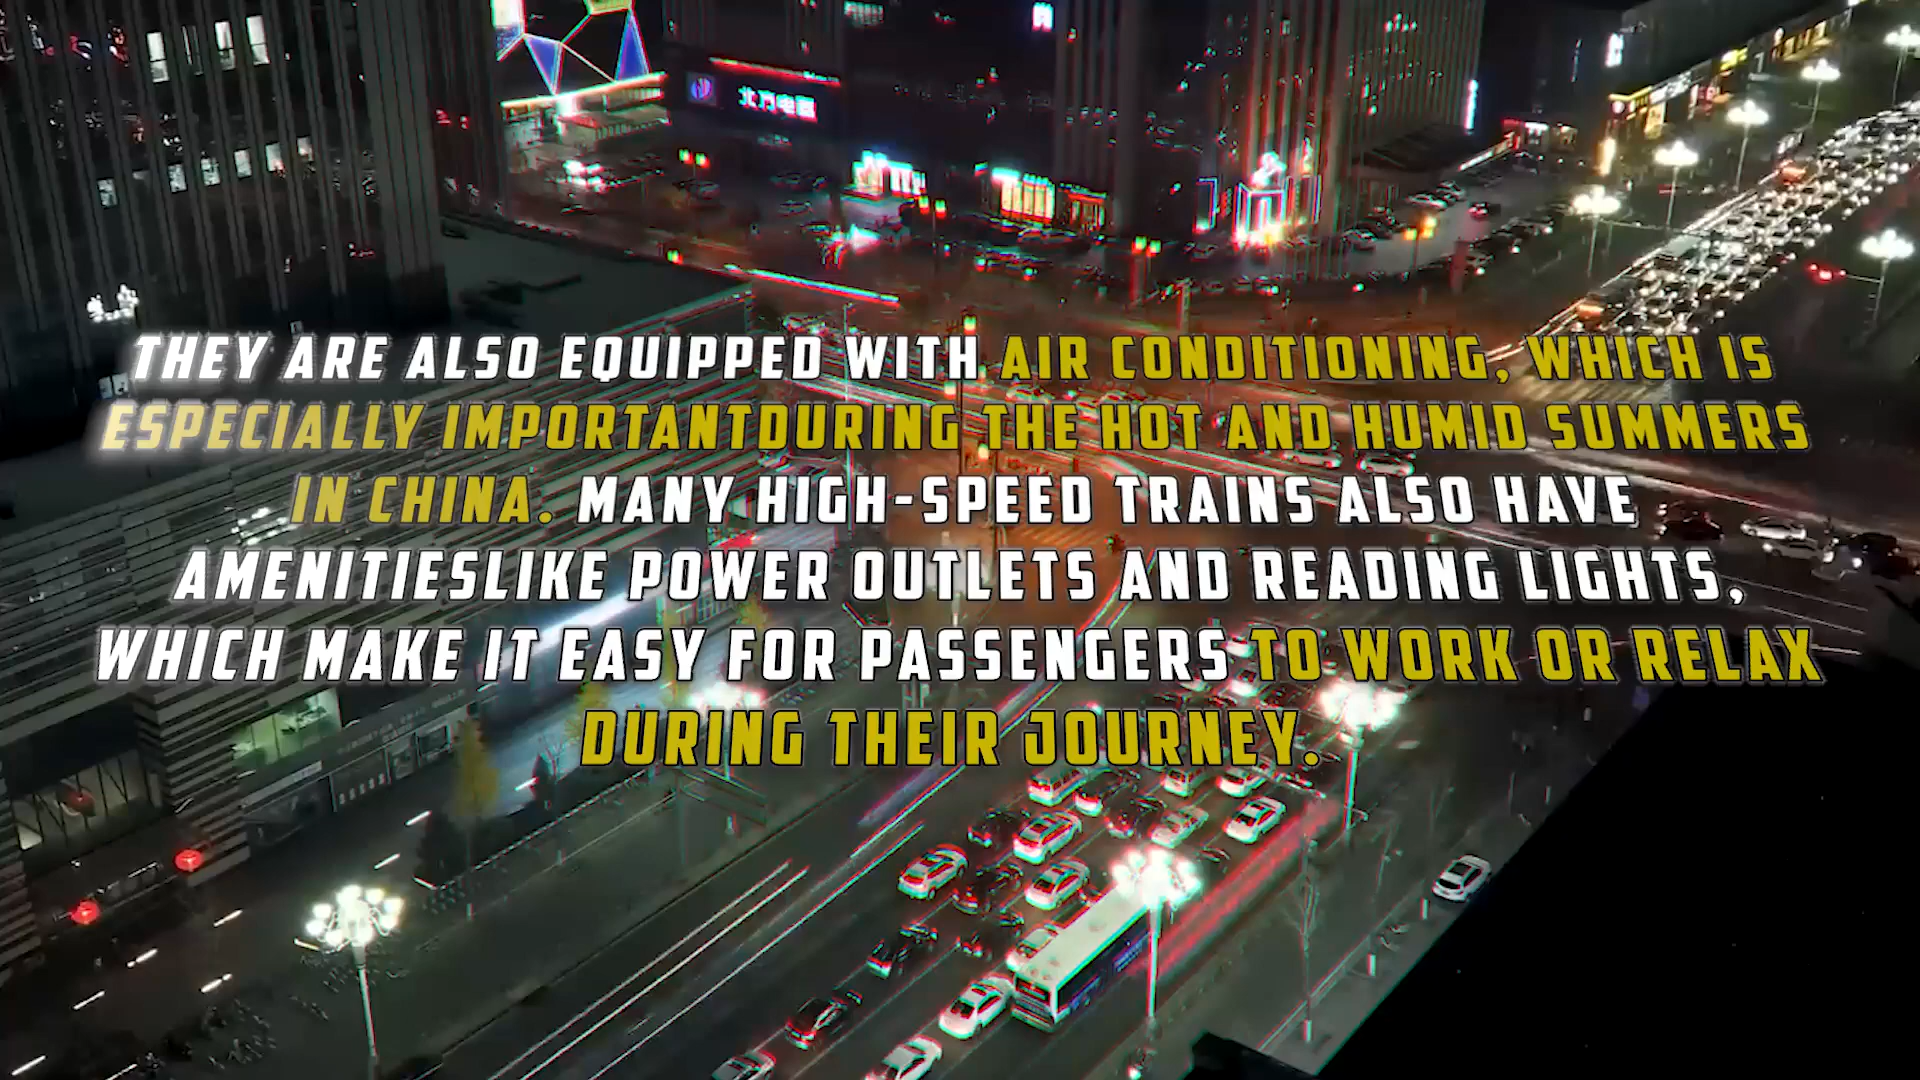 北方电器
THEY ARE ALSO EQUIPPED WITH AIR CONDITIONING, WHICH IS
ESPECIALLY IMPORTANTDURING THE HOT AND HUMID SUMMERS
IN CHINA. MANY HIGH-SPEED TRAINS ALSO HAVE
AMENITIESLIKE POWER OUTLETS AND READING LIGHTS,
WHICH MAKE IT EASY FOR PASSENGERS TO WORK OR RELAX
DURING THEIR JOURNEY.